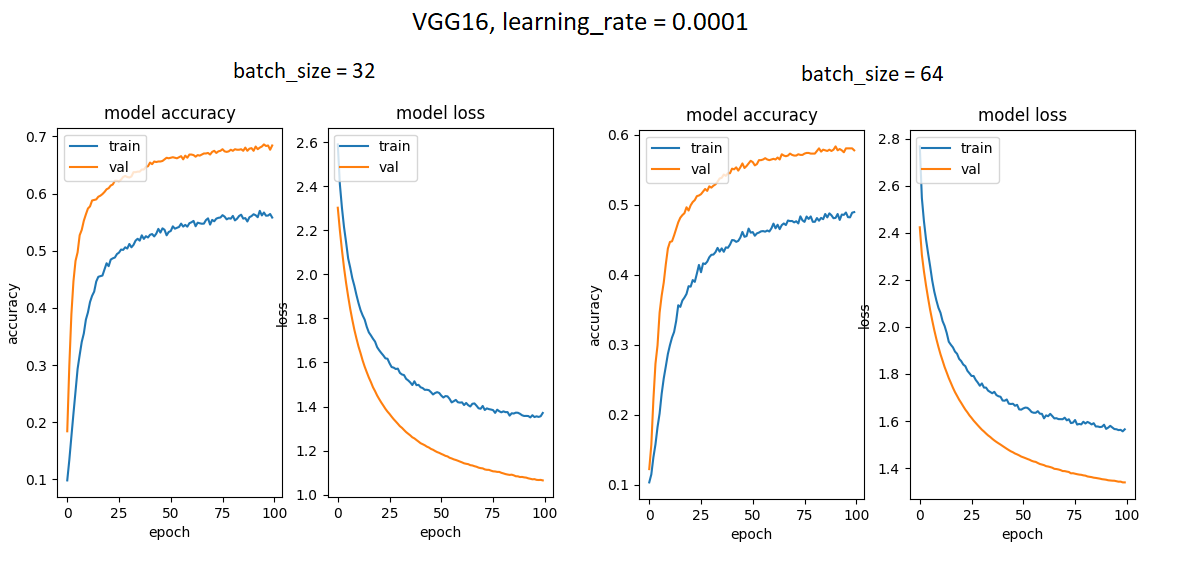 VGG16, learning_rate = 0.0001
batch_size = 32
batch_size = 64
model accuracy
train
val
0.7
0.6
0.5
0.4
0.3
0.2
0.1
accuracy
0 25 50 75 100
epoch
model loss
train
val
2.6
2.4
2.2
2.0
1.8
1.6
1.4
1.2
1.0
loss
0 25 50 75 100
epoch
model accuracy
train
val
0.6
0.5
0.4
0.3
0.2
0.1
accuracy
0 25 50 75 100
epoch
model loss
train
val
2.8
2.6
2.4
2.2
2.0
1.8
1.6
1.4
loss
0 25 50 75 100
epoch